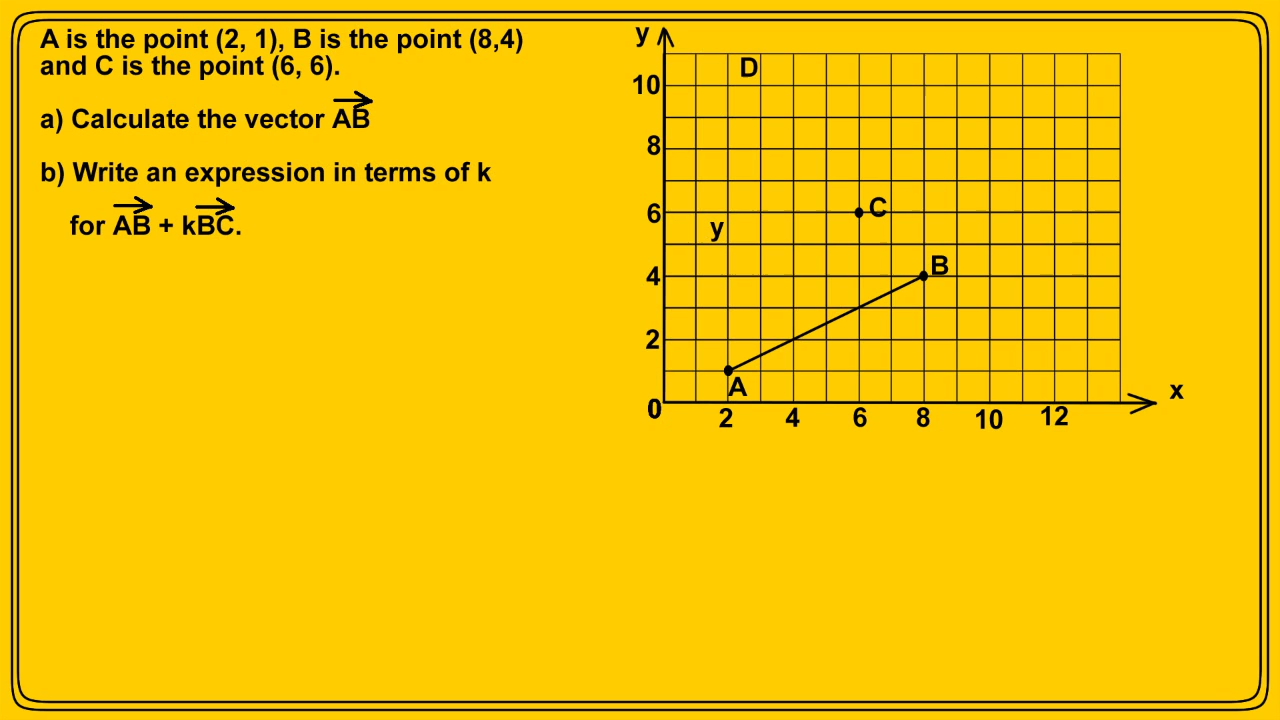 A is the point (2, 1), B is the point (8,4)
and C is the point (6, 6).
a) Calculate the vector AB
b) Write an expression in terms of k
for AB + kBC.
y
D
10
8
C
6
y
B
4
2
A
x
0
2 4 6 8 10 12